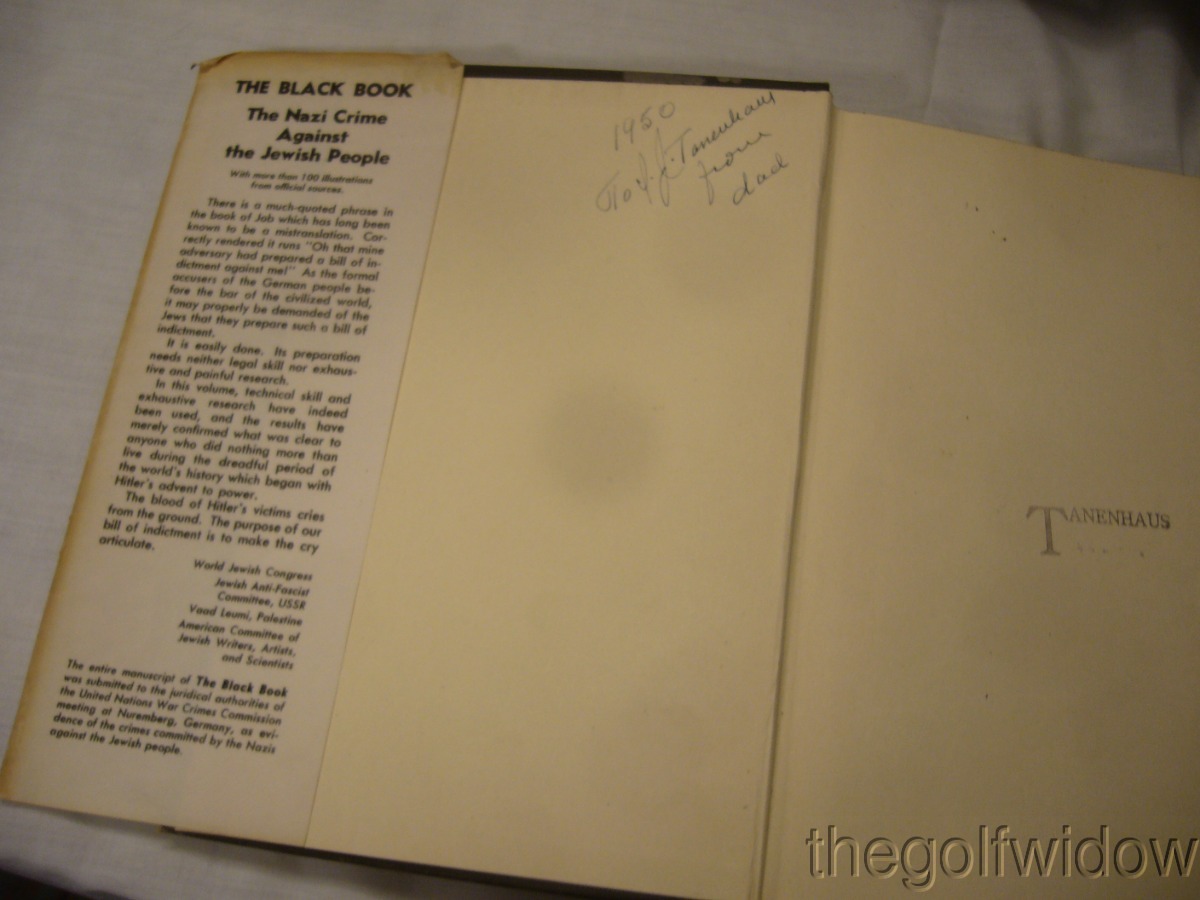 THE BLACK BOOK
The Nazi Crime
Against
the Jewish People
With more than 100 illustrations
from official sources.
There is a much-quoted phrase in
the book of Job which has long been
known to be a mistranslation. Cor-
rectly rendered it runs "Oh that mine
adversary had prepared a bill of in-
dictment against me!" As the formal
accusers of the German people be-
fore the bar of the civilized world,
it may properly be demanded of the
Jews that they prepare such a bill of
indictment.
It is easily done. Its preparation
needs neither legal skill nor exhaus-
tive and painful research.
In this volume, technical skill and
exhaustive research have indeed
been used, and the results have
merely confirmed what was clear to
anyone who did nothing more than
live during the dreadful period of
the world's history which began with
Hitler's advent to power.
The blood of Hitler's victims cries
from the ground. The purpose of our
bill of indictment is to make the cry
articulate.
World Jewish Congress
Jewish Anti-Fascist
Committee, USSR
Vaad Leumi, Palestine
American Committee of
Jewish Writers, Artists,
and Scientists
The entire manuscript of The Black Book
was submitted to the juridical authorities of
the United Nations War Crimes Commission
meeting at Nuremberg, Germany, as evi-
dence of the crimes committed by the Nazis
against the Jewish people.
1950
To Tanenhaus
from
dad
TANENHAUS
thegolfwidow